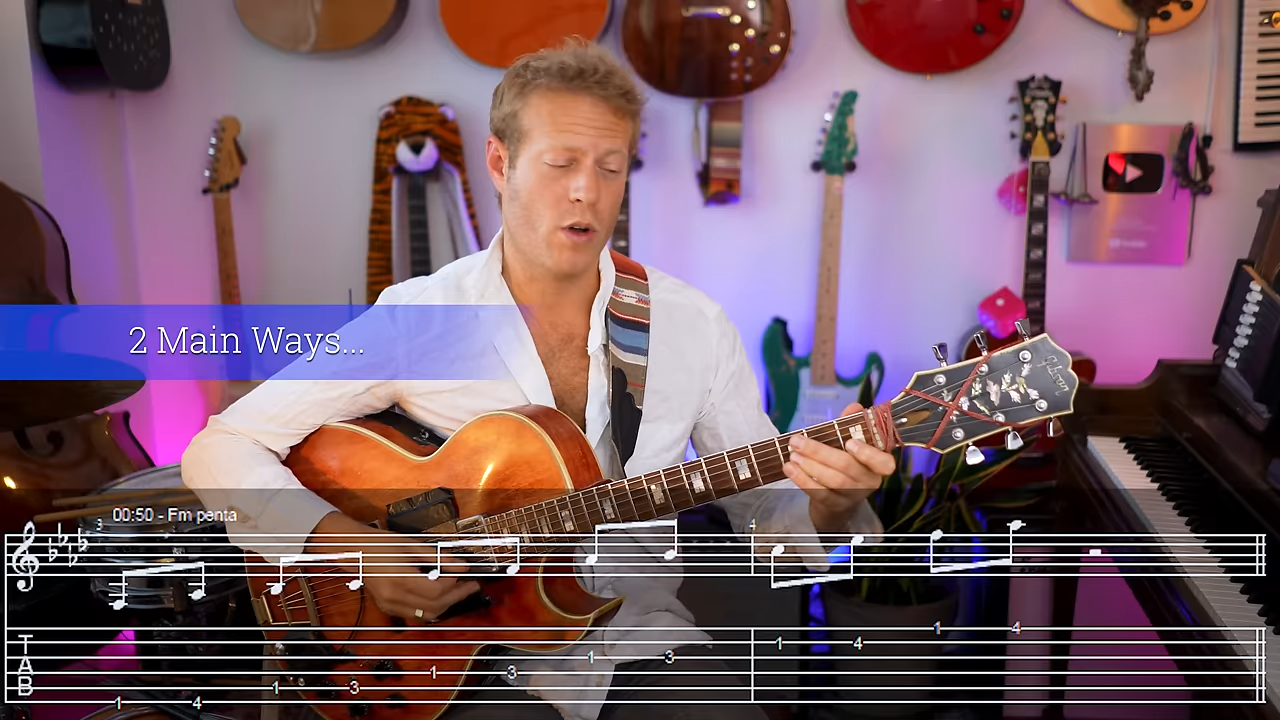 2 Main Ways...
Gibson
00:50 - Fm penta
3 4
T
A
B
1 4 1 3 1 3 1 3 1 4 1 4